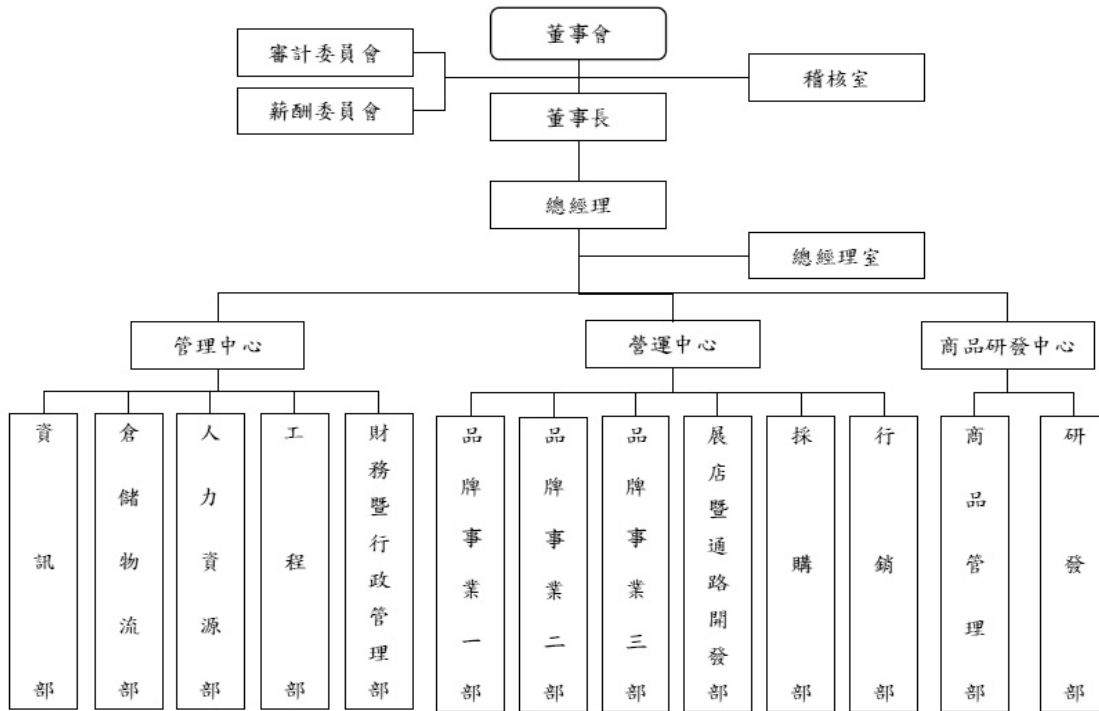 董事會
審計委員會
稽核室
薪酬委員會
董事長
總經理
總經理室
管理中心
營運中心
商品研發中心
資訊部
倉儲物流部
人力資源部
工程部
財務暨行政管理部
品牌事業一部
品牌事業二部
品牌事業三部
展店暨通路開發部
採購部
行銷部
商品管理部
研發部